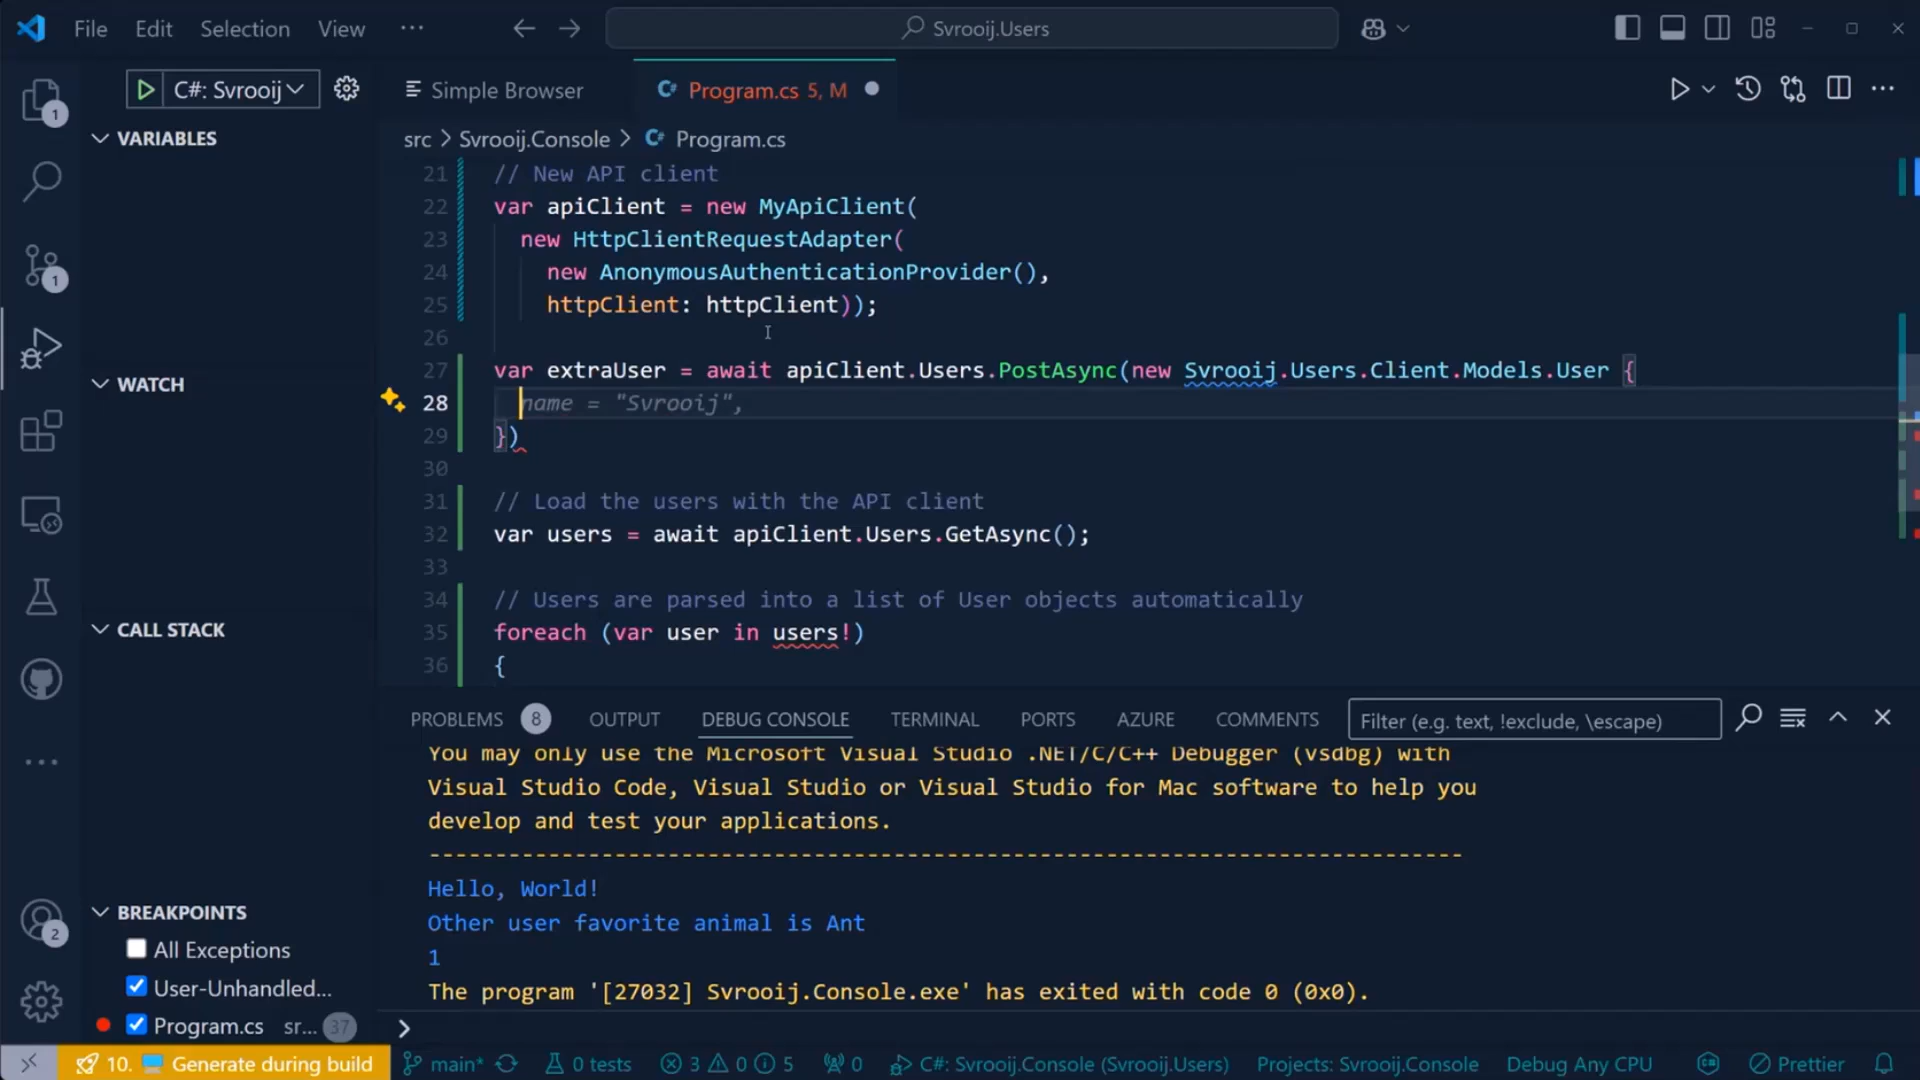 File Edit Selection View ··· Svrooij.Users
C#: Svrooij
Simple Browser
Program.cs 5, M
src > Svrooij.Console > Program.cs
VARIABLES
WATCH
CALL STACK
BREAKPOINTS
All Exceptions
User-Unhandled...
Program.cs sr... 37
1
1
2
21 // New API client
22 var apiClient = new MyApiClient(
23 new HttpClientRequestAdapter(
24 new AnonymousAuthenticationProvider(),
25 httpClient: httpClient));
26
27 var extraUser = await apiClient.Users.PostAsync(new Svrooij.Users.Client.Models.User {
28 name = "Svrooij",
29 })
30
31 // Load the users with the API client
32 var users = await apiClient.Users.GetAsync();
33
34 // Users are parsed into a list of User objects automatically
35 foreach (var user in users!)
36 {
PROBLEMS 8 OUTPUT DEBUG CONSOLE TERMINAL PORTS AZURE COMMENTS Filter (e.g. text, !exclude, \escape)
You may only use the Microsoft Visual Studio .NET/C/C++ Debugger (vsdbg) with
Visual Studio Code, Visual Studio or Visual Studio for Mac software to help you
develop and test your applications.
-------------------------------------------------------------------------------
Hello, World!
Other user favorite animal is Ant
1
The program '[27032] Svrooij.Console.exe' has exited with code 0 (0x0).
>
10. Generate during build main* 0 tests 3 0 5 0 C#: Svrooij.Console (Svrooij.Users) Projects: Svrooij.Console Debug Any CPU Prettier